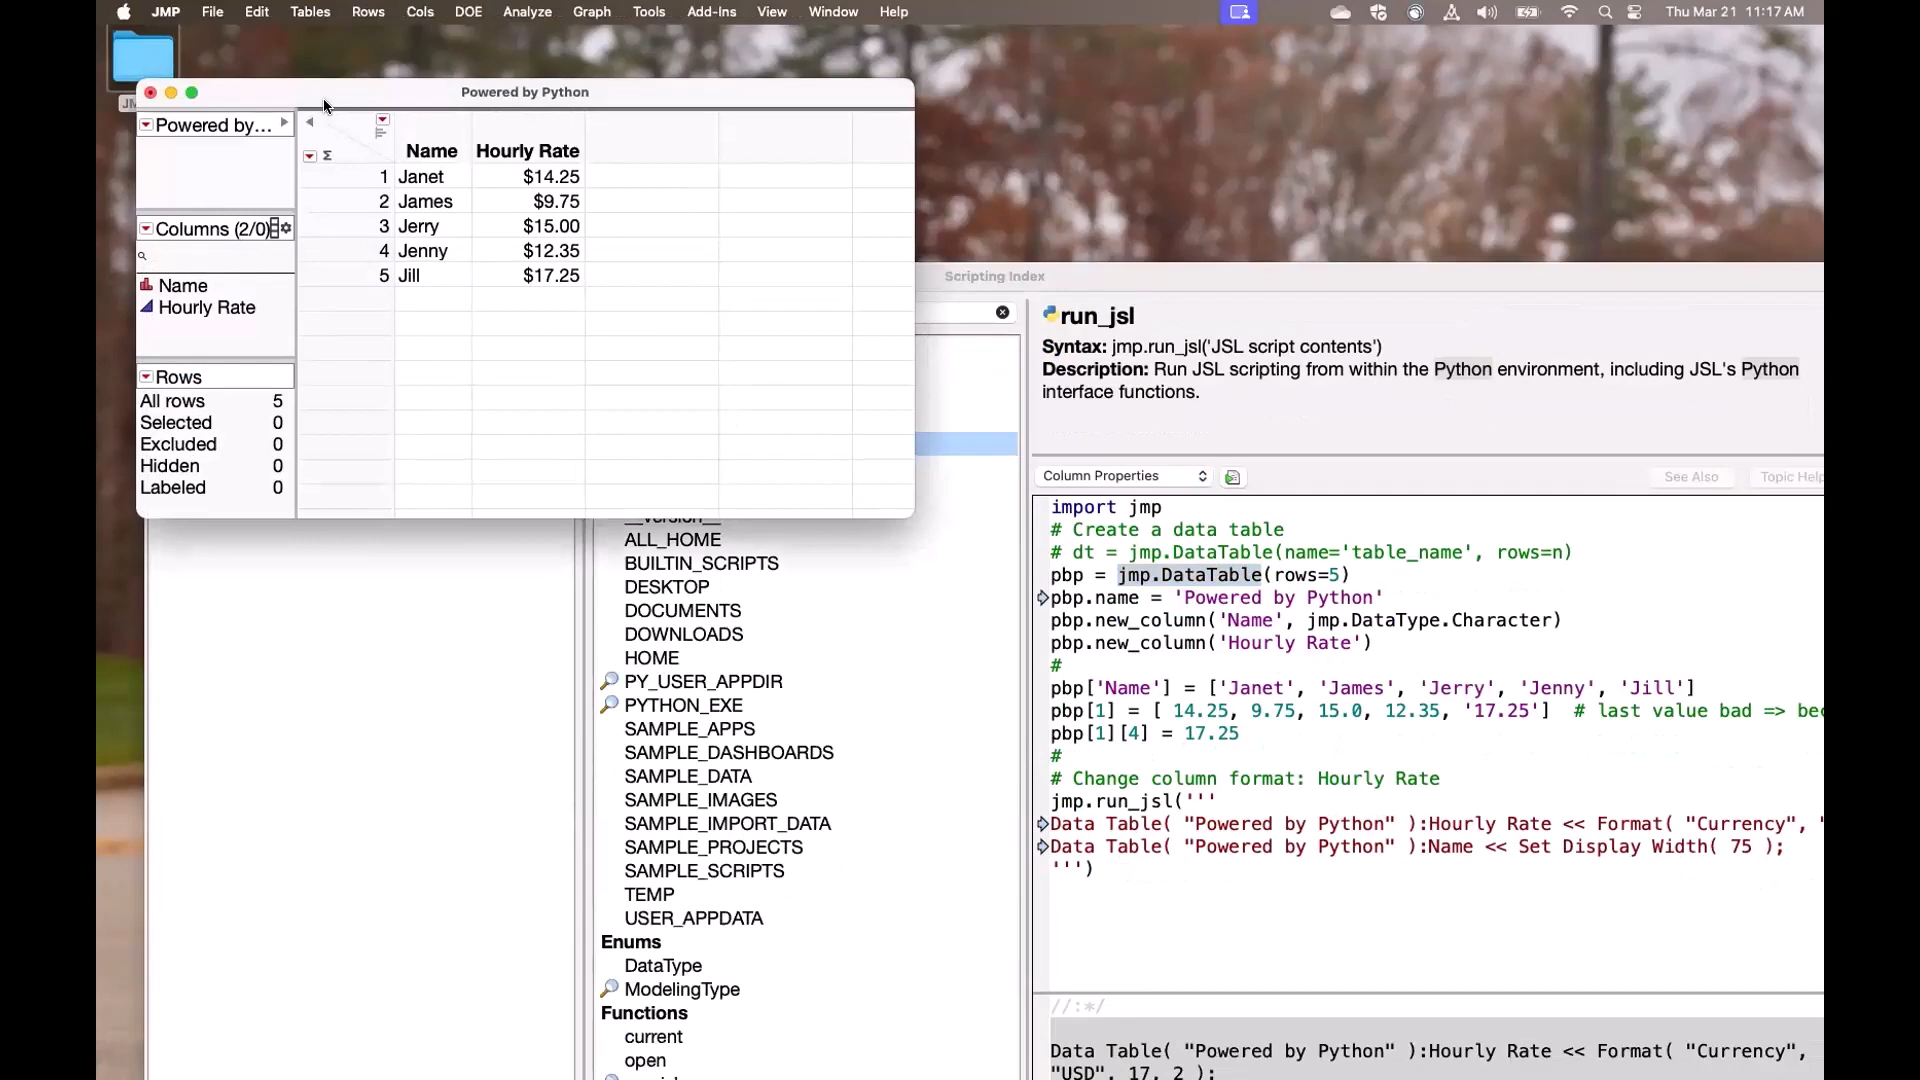 JMP File Edit Tables Rows Cols DOE Analyze Graph Tools Add-Ins View Window Help Thu Mar 21 11:17 AM
Powered by Python
Powered by...
Columns (2/0)
Name
Hourly Rate
Rows
All rows 5
Selected 0
Excluded 0
Hidden 0
Labeled 0
Name Hourly Rate
1 Janet $14.25
2 James $9.75
3 Jerry $15.00
4 Jenny $12.35
5 Jill $17.25
Scripting Index
__version__
ALL_HOME
BUILTIN_SCRIPTS
DESKTOP
DOCUMENTS
DOWNLOADS
HOME
PY_USER_APPDIR
PYTHON_EXE
SAMPLE_APPS
SAMPLE_DASHBOARDS
SAMPLE_DATA
SAMPLE_IMAGES
SAMPLE_IMPORT_DATA
SAMPLE_PROJECTS
SAMPLE_SCRIPTS
TEMP
USER_APPDATA
Enums
DataType
ModelingType
Functions
current
open
run_jsl
Syntax: jmp.run_jsl('JSL script contents')
Description: Run JSL scripting from within the Python environment, including JSL's Python
interface functions.
Column Properties See Also Topic Help
import jmp
# Create a data table
# dt = jmp.DataTable(name='table_name', rows=n)
pbp = jmp.DataTable(rows=5)
pbp.name = 'Powered by Python'
pbp.new_column('Name', jmp.DataType.Character)
pbp.new_column('Hourly Rate')
#
pbp['Name'] = ['Janet', 'James', 'Jerry', 'Jenny', 'Jill']
pbp[1] = [ 14.25, 9.75, 15.0, 12.35, '17.25'] # last value bad => bec
pbp[1][4] = 17.25
#
# Change column format: Hourly Rate
jmp.run_jsl('''
Data Table( "Powered by Python" ):Hourly Rate << Format( "Currency", "
Data Table( "Powered by Python" ):Name << Set Display Width( 75 );
''')
//:*/
Data Table( "Powered by Python" ):Hourly Rate << Format( "Currency",
"USD", 17, 2 );